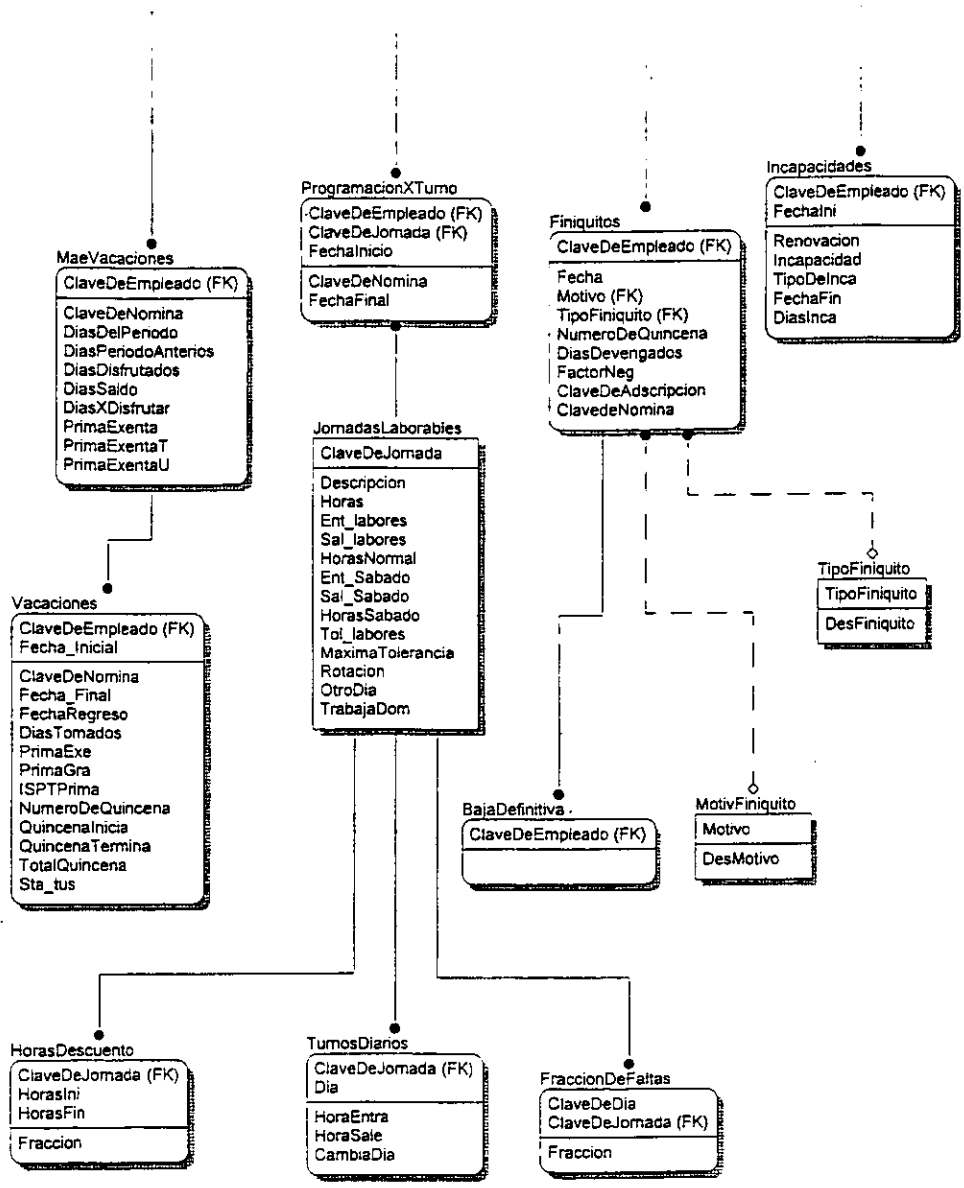 Incapacidades
ClaveDeEmpleado (FK)
FechaIni
Renovacion
Incapacidad
TipoDeInca
FechaFin
DiasInca
ProgramacionXTurno
ClaveDeEmpleado (FK)
ClaveDeJornada (FK)
FechaInicio
ClaveDeNomina
FechaFinal
Finiquitos
ClaveDeEmpleado (FK)
Fecha
Motivo (FK)
TipoFiniquito (FK)
NumeroDeQuincena
DiasDevengados
FactorNeg
ClaveDeAdscripcion
ClavedeNomina
MaeVacaciones
ClaveDeEmpleado (FK)
ClaveDeNomina
DiasDelPeriodo
DiasPeriodoAnterios
DiasDisfrutados
DiasSaldo
DiasXDisfrutar
PrimaExenta
PrimaExentaT
PrimaExentaU
JornadasLaborables
ClaveDeJornada
Descripcion
Horas
Ent_labores
Sal_labores
HorasNormal
Ent_Sabado
Sal_Sabado
HorasSabado
Tol_labores
MaximaTolerancia
Rotacion
OtroDia
TrabajaDom
TipoFiniquito
TipoFiniquito
DesFiniquito
Vacaciones
ClaveDeEmpleado (FK)
Fecha_Inicial
ClaveDeNomina
Fecha_Final
FechaRegreso
DiasTomados
PrimaExe
PrimaGra
ISPTPrima
NumeroDeQuincena
QuincenaInicia
QuincenaTermina
TotalQuincena
Sta_tus
BajaDefinitiva
ClaveDeEmpleado (FK)
MotivFiniquito
Motivo
DesMotivo
HorasDescuento
ClaveDeJornada (FK)
HorasIni
HorasFin
Fraccion
TurnosDiarios
ClaveDeJornada (FK)
Dia
HoraEntra
HoraSale
CambiaDia
FraccionDeFaltas
ClaveDeDia
ClaveDeJornada (FK)
Fraccion